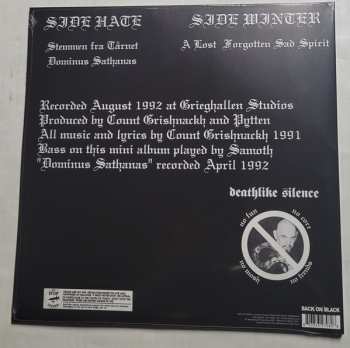 SIDE HATE
SIDE WINTER
Stemmen fra Tårnet
Dominus Sathanas
A Lost Forgotten Sad Spirit
Recorded August 1992 at Grieghallen Studios
Produced by Count Grishnackh and Pytten
All music and lyrics by Count Grishnackh 1991
Bass on this mini album played by Samoth
"Dominus Sathanas" recorded April 1992
deathlike silence
no fun
no core
no mosh
no trends
BACK ON BLACK